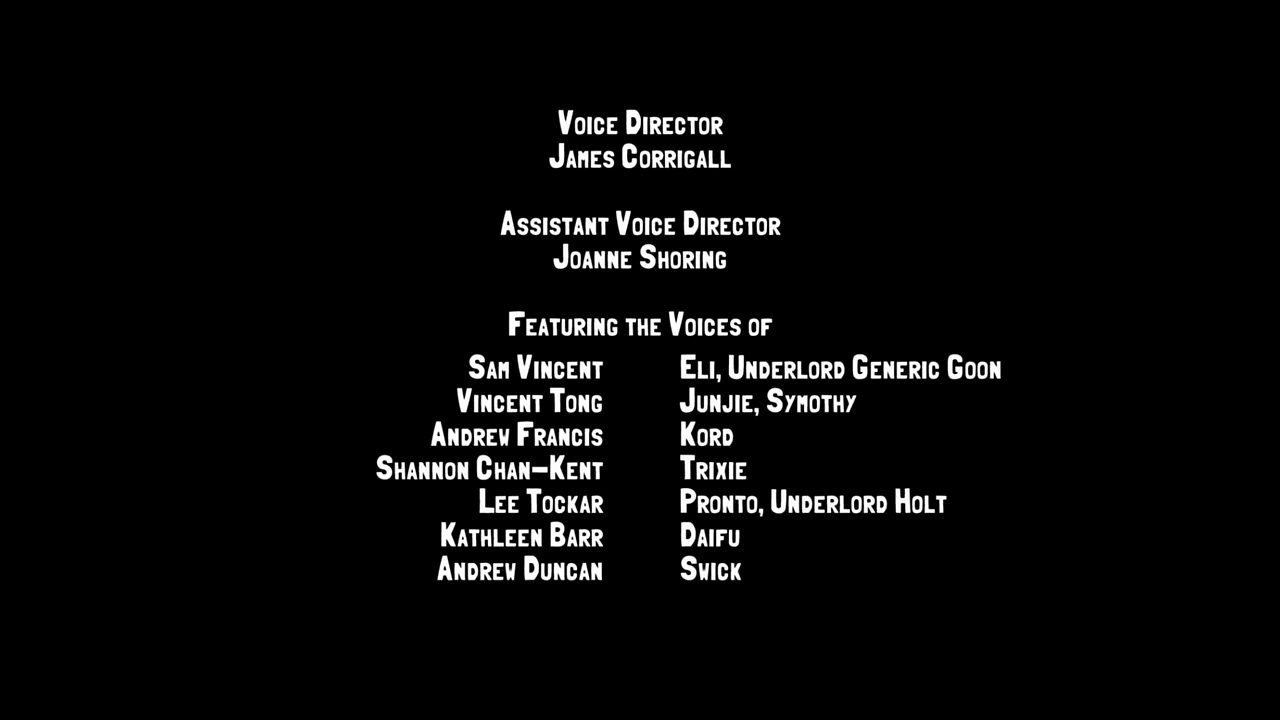 Voice Director
James Corrigall
Assistant Voice Director
Joanne Shoring
Featuring the Voices of
Sam Vincent Eli, Underlord Generic Goon
Vincent Tong Junjie, Symothy
Andrew Francis Kord
Shannon Chan-Kent Trixie
Lee Tockar Pronto, Underlord Holt
Kathleen Barr Daifu
Andrew Duncan Swick